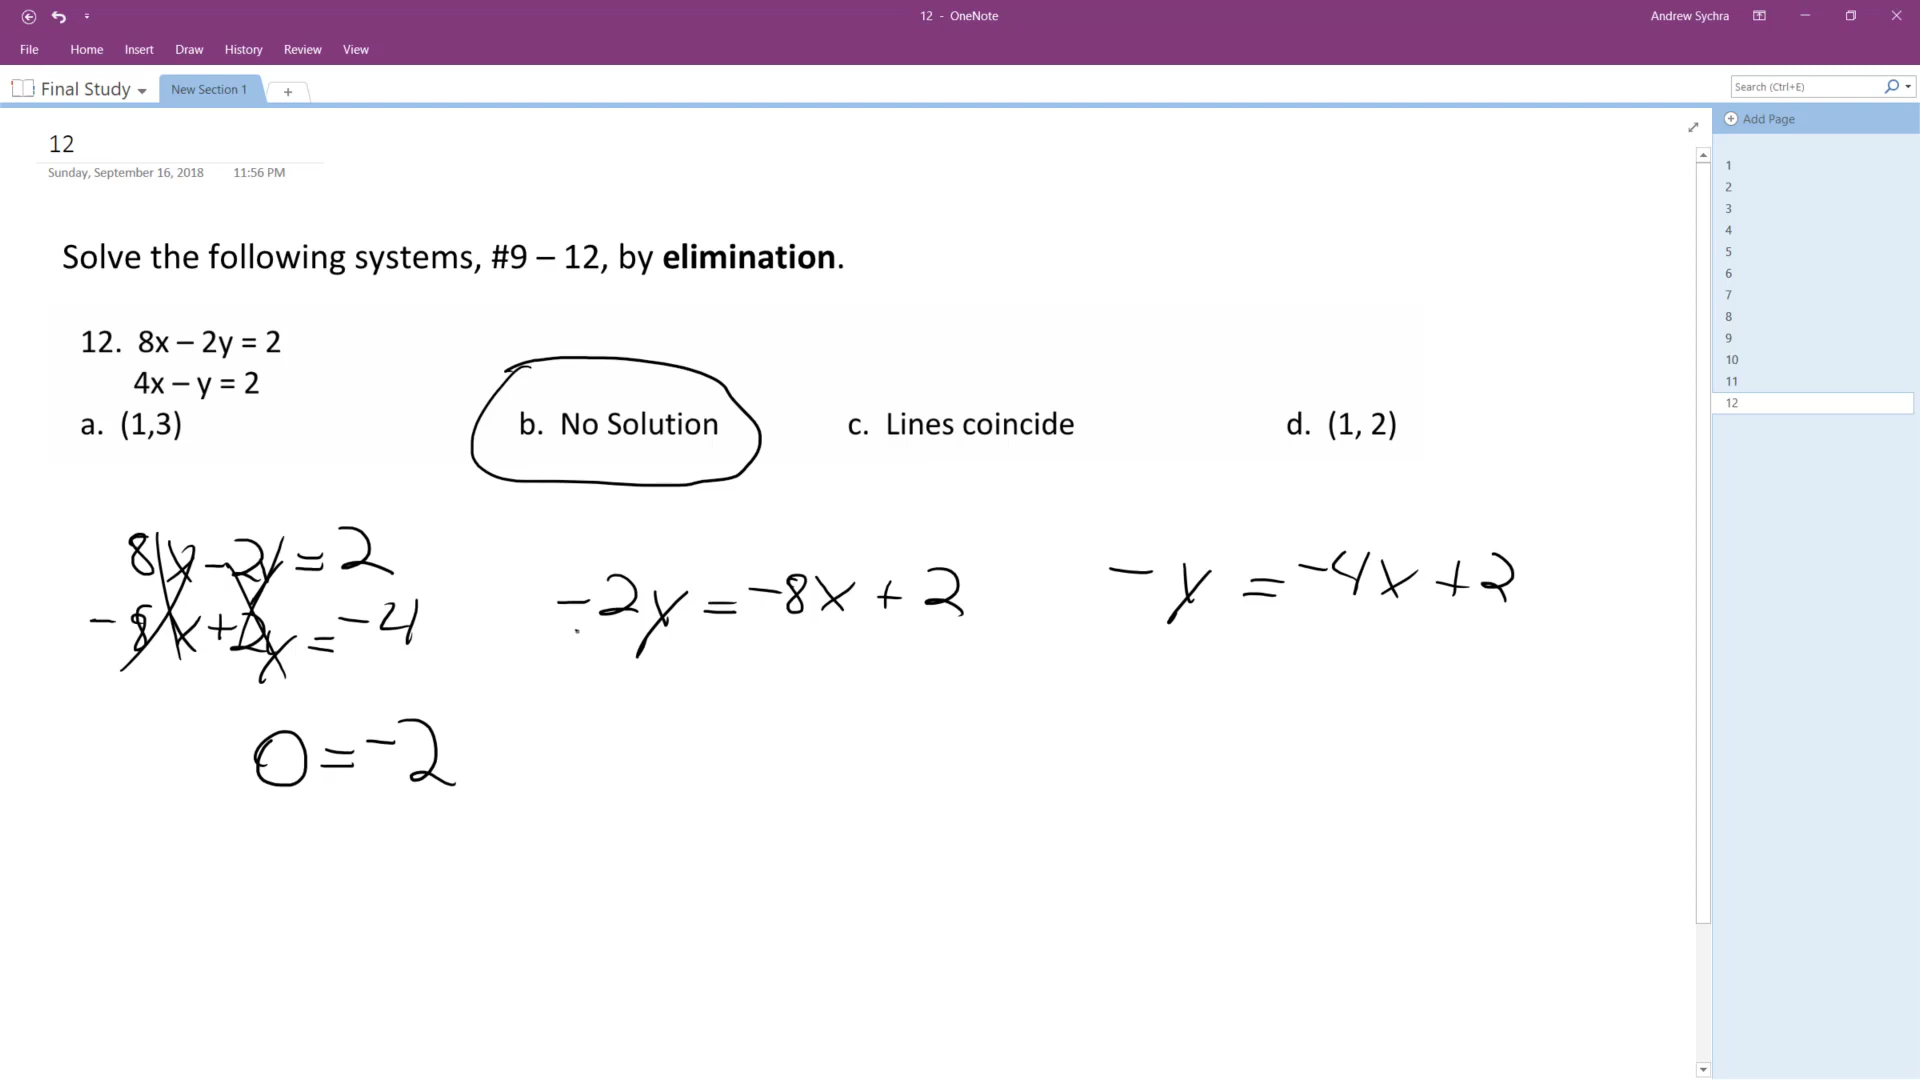 12 - OneNote
Andrew Sychra
File Home Insert Draw History Review View
Final Study
New Section 1
+
Search (Ctrl+E)
12
Sunday, September 16, 2018 11:56 PM
Solve the following systems, #9 – 12, by elimination.
12. 8x – 2y = 2
4x – y = 2
a. (1,3)
b. No Solution
c. Lines coincide
d. (1, 2)
8x - 2y = 2
-8x + 2y = -4
0 = -2
-2y = -8x + 2
-y = -4x + 2
Add Page
1
2
3
4
5
6
7
8
9
10
11
12